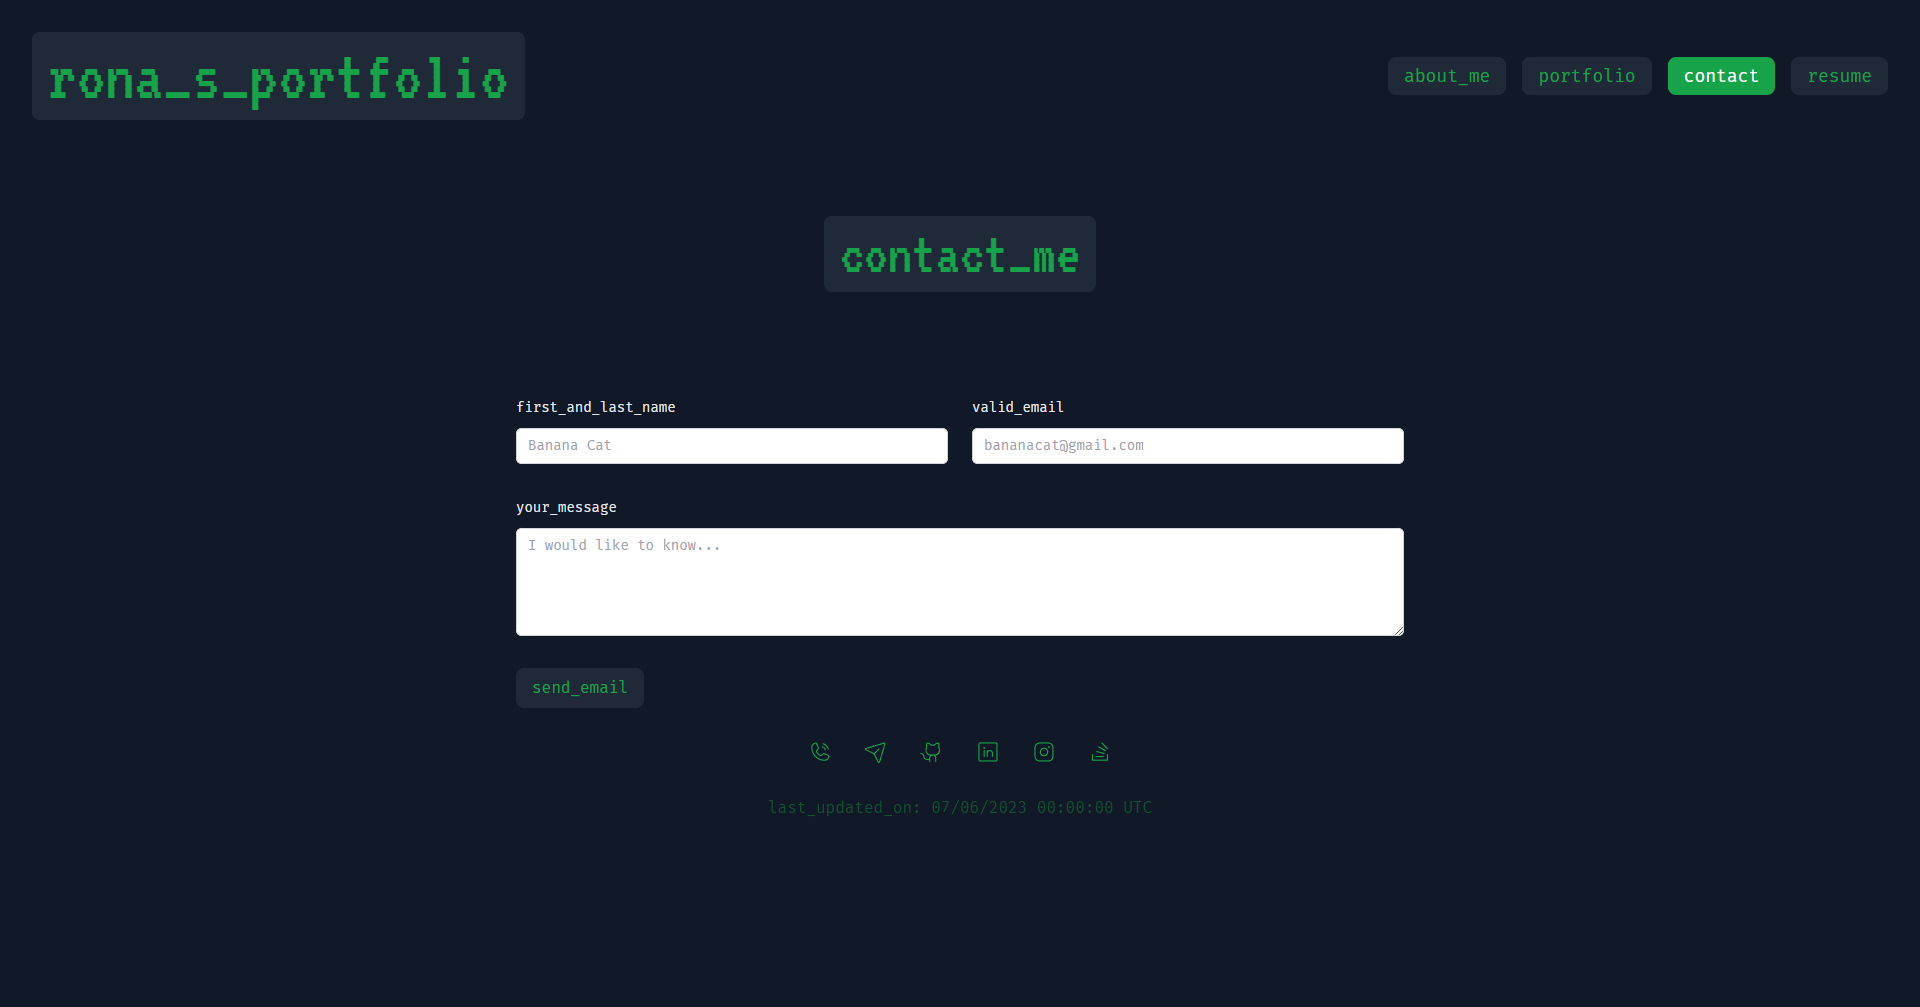 rona_s_portfolio
about_me portfolio contact resume
contact_me
first_and_last_name valid_email
Banana Cat bananacat@gmail.com
your_message
I would like to know...
send_email
in
last_updated_on: 07/06/2023 00:00:00 UTC